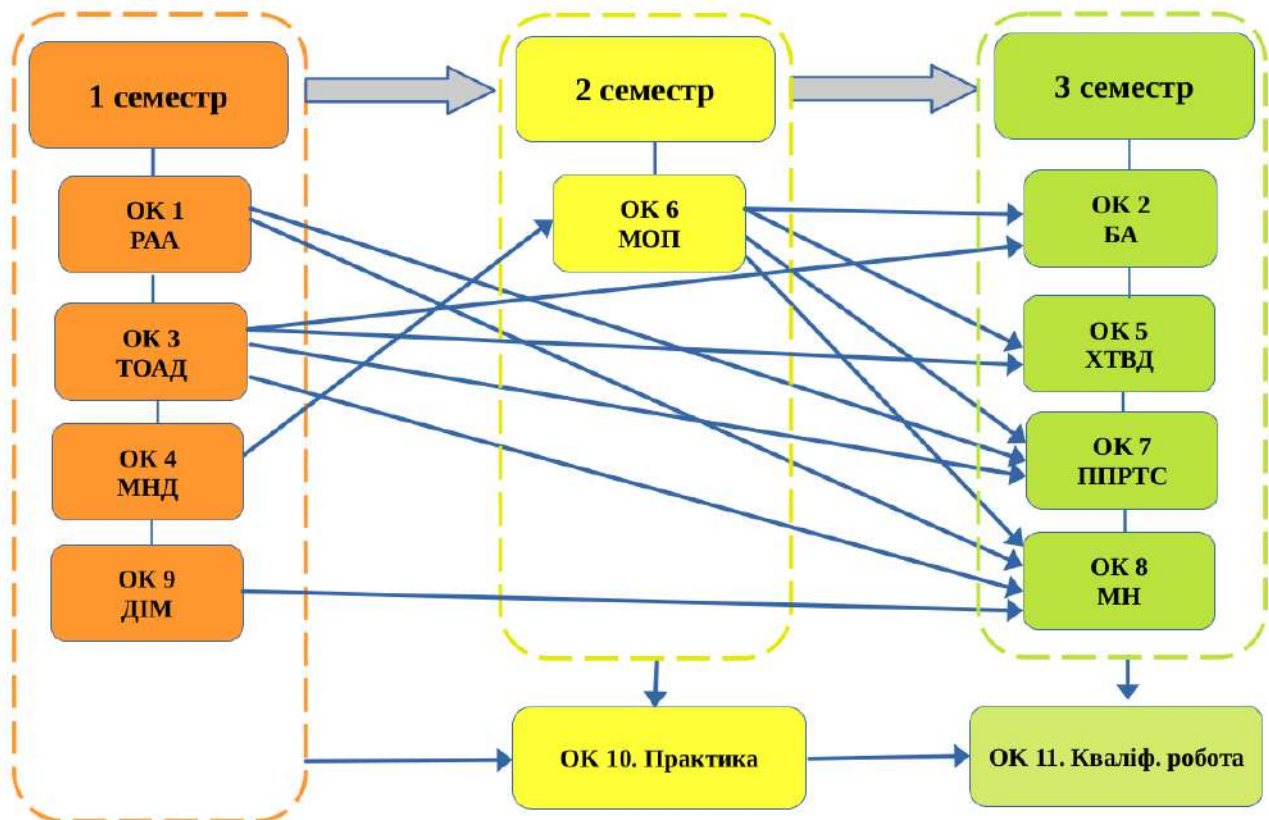 1 семестр
2 семестр
3 семестр
ОК 1
РАА
ОК 3
ТОАД
ОК 4
МНД
ОК 9
ДІМ
ОК 6
МОП
ОК 2
БА
ОК 5
ХТВД
ОК 7
ППРТС
ОК 8
МН
ОК 10. Практика
ОК 11. Кваліф. робота